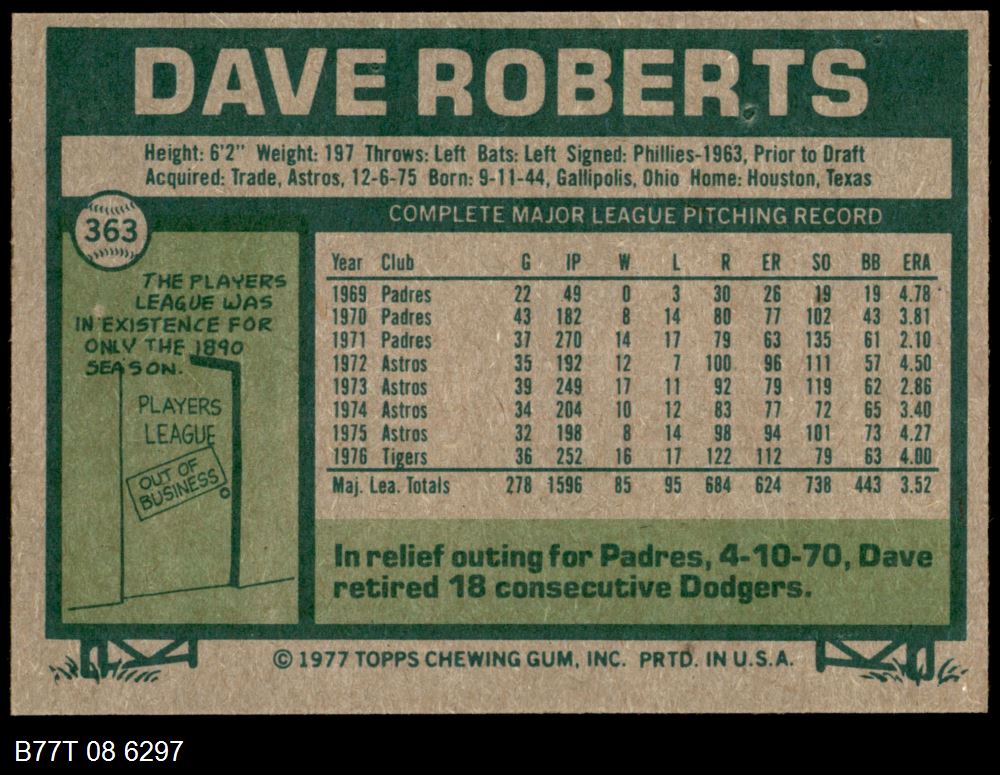 DAVE ROBERTS
Height: 6'2" Weight: 197 Throws: Left Bats: Left Signed: Phillies-1963, Prior to Draft
Acquired: Trade, Astros, 12-6-75 Born: 9-11-44, Gallipolis, Ohio Home: Houston, Texas
363
THE PLAYERS
LEAGUE WAS
IN EXISTENCE FOR
ONLY THE 1890
SEASON.
PLAYERS
LEAGUE
OUT OF
BUSINESS
COMPLETE MAJOR LEAGUE PITCHING RECORD
Year Club G IP W L R ER SO BB ERA
1969 Padres 22 49 0 3 30 26 19 19 4.78
1970 Padres 43 182 8 14 80 77 102 43 3.81
1971 Padres 37 270 14 17 79 63 135 61 2.10
1972 Astros 35 192 12 7 100 96 111 57 4.50
1973 Astros 39 249 17 11 92 79 119 62 2.86
1974 Astros 34 204 10 12 83 77 72 65 3.40
1975 Astros 32 198 8 14 98 94 101 73 4.27
1976 Tigers 36 252 16 17 122 112 79 63 4.00
Maj. Lea. Totals 278 1596 85 95 684 624 738 443 3.52
In relief outing for Padres, 4-10-70, Dave
retired 18 consecutive Dodgers.
© 1977 TOPPS CHEWING GUM, INC. PRTD. IN U.S.A.
B77T 08 6297